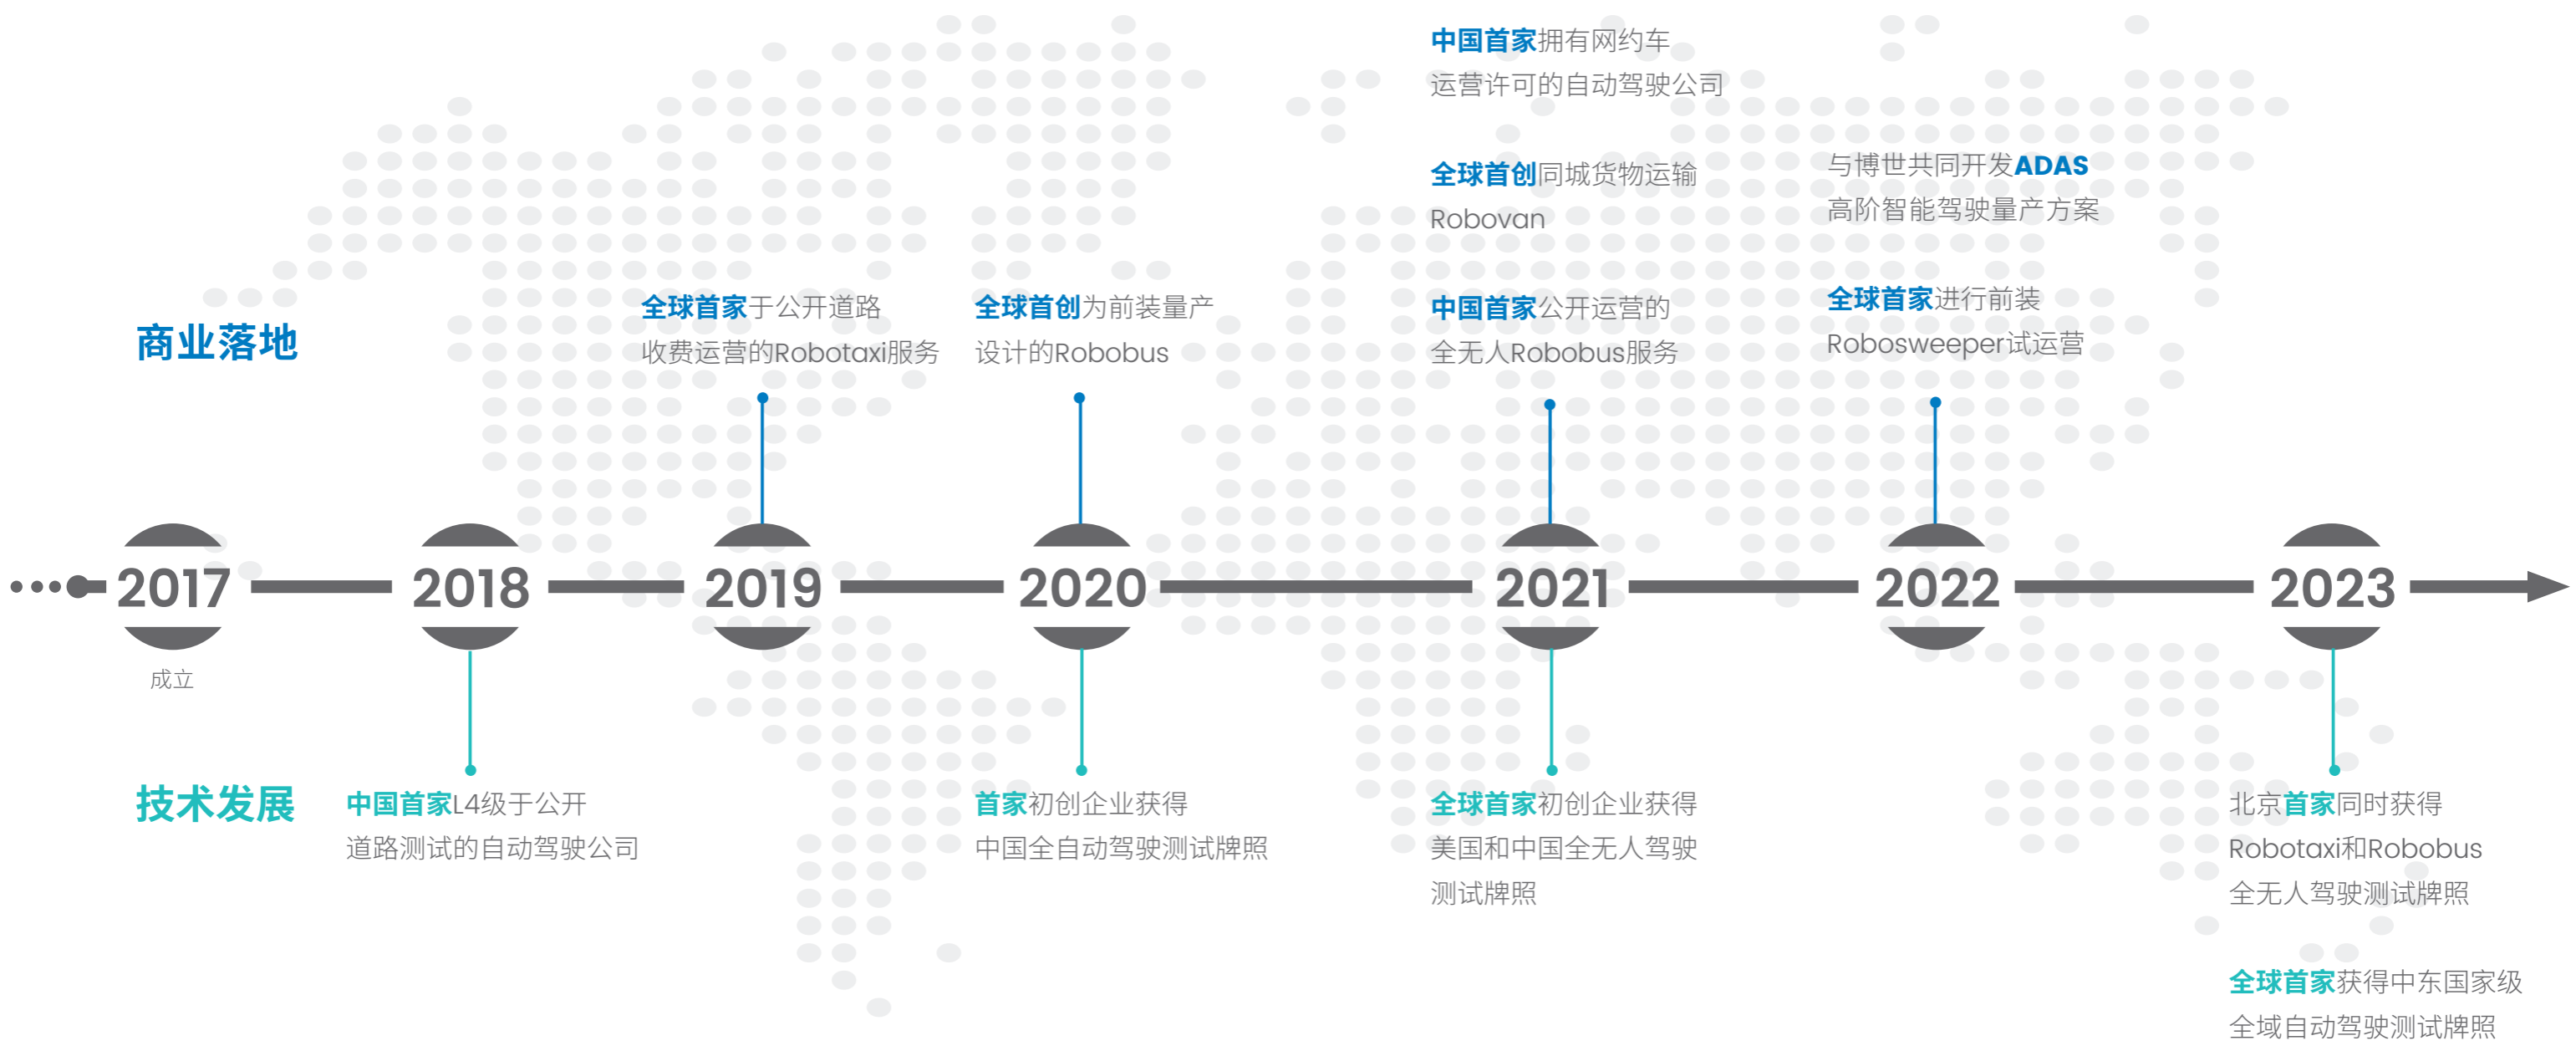 中国首家拥有网约车
运营许可的自动驾驶公司
全球首创同城货物运输
Robovan
与博世共同开发ADAS
高阶智能驾驶量产方案
商业落地
全球首家于公开道路
收费运营的Robotaxi服务
全球首创为前装量产
设计的Robobus
中国首家公开运营的
全无人Robobus服务
全球首家进行前装
Robosweeper试运营
2017
2018
2019
2020
2021
2022
2023
成立
技术发展
中国首家L4级于公开
道路测试的自动驾驶公司
首家初创企业获得
中国全自动驾驶测试牌照
全球首家初创企业获得
美国和中国全无人驾驶
测试牌照
北京首家同时获得
Robotaxi和Robobus
全无人驾驶测试牌照
全球首家获得中东国家级
全域自动驾驶测试牌照